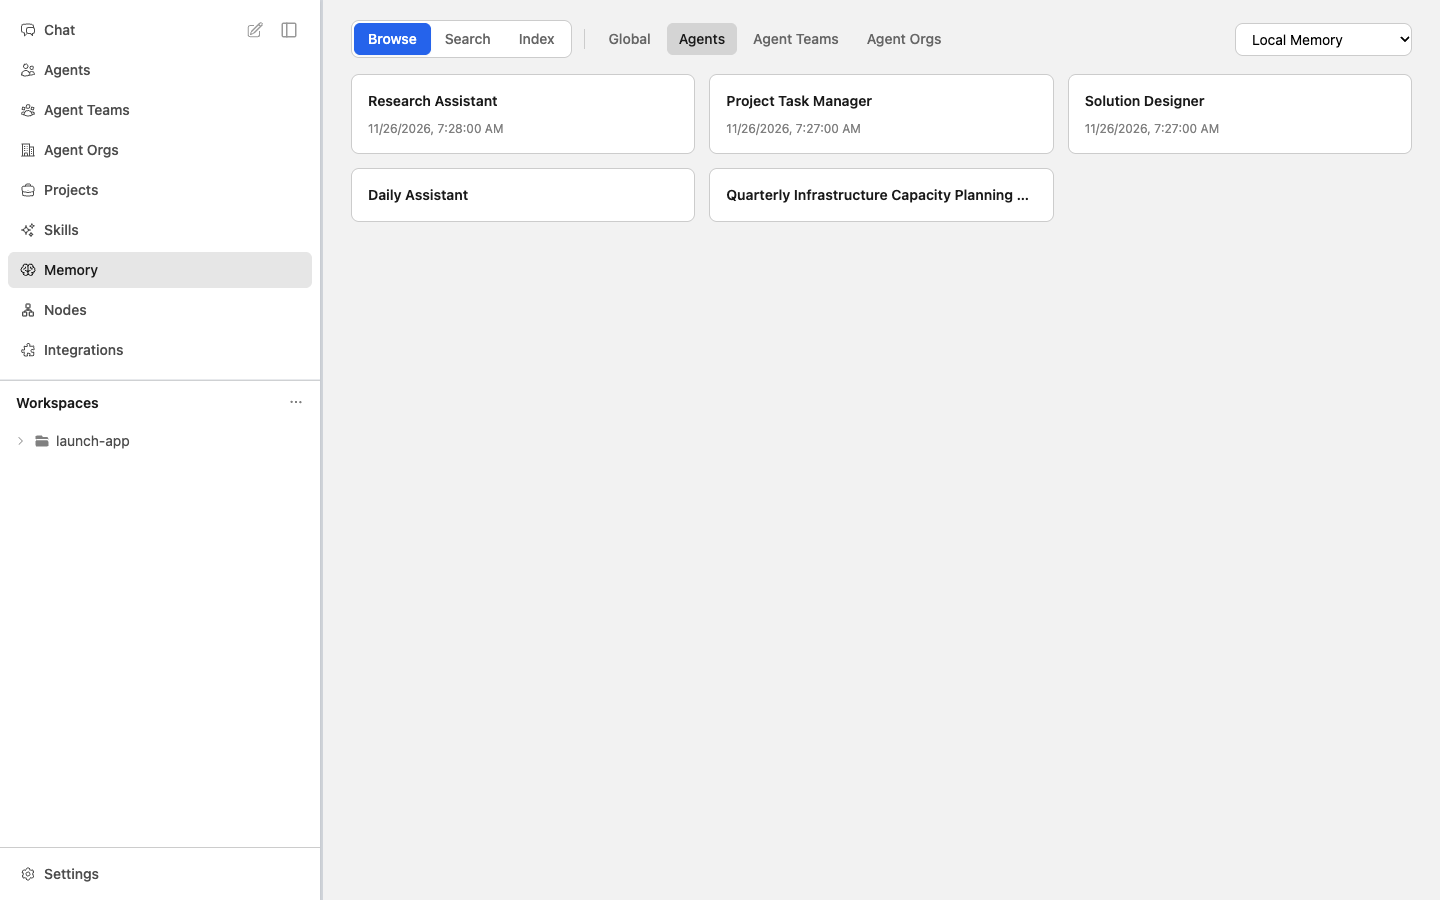 Chat
Agents
Agent Teams
Agent Orgs
Projects
Skills
Memory
Nodes
Integrations
Workspaces
launch-app
Settings
Browse Search Index Global Agents Agent Teams Agent Orgs Local Memory
Research Assistant
11/26/2026, 7:28:00 AM
Project Task Manager
11/26/2026, 7:27:00 AM
Solution Designer
11/26/2026, 7:27:00 AM
Daily Assistant
Quarterly Infrastructure Capacity Planning ...